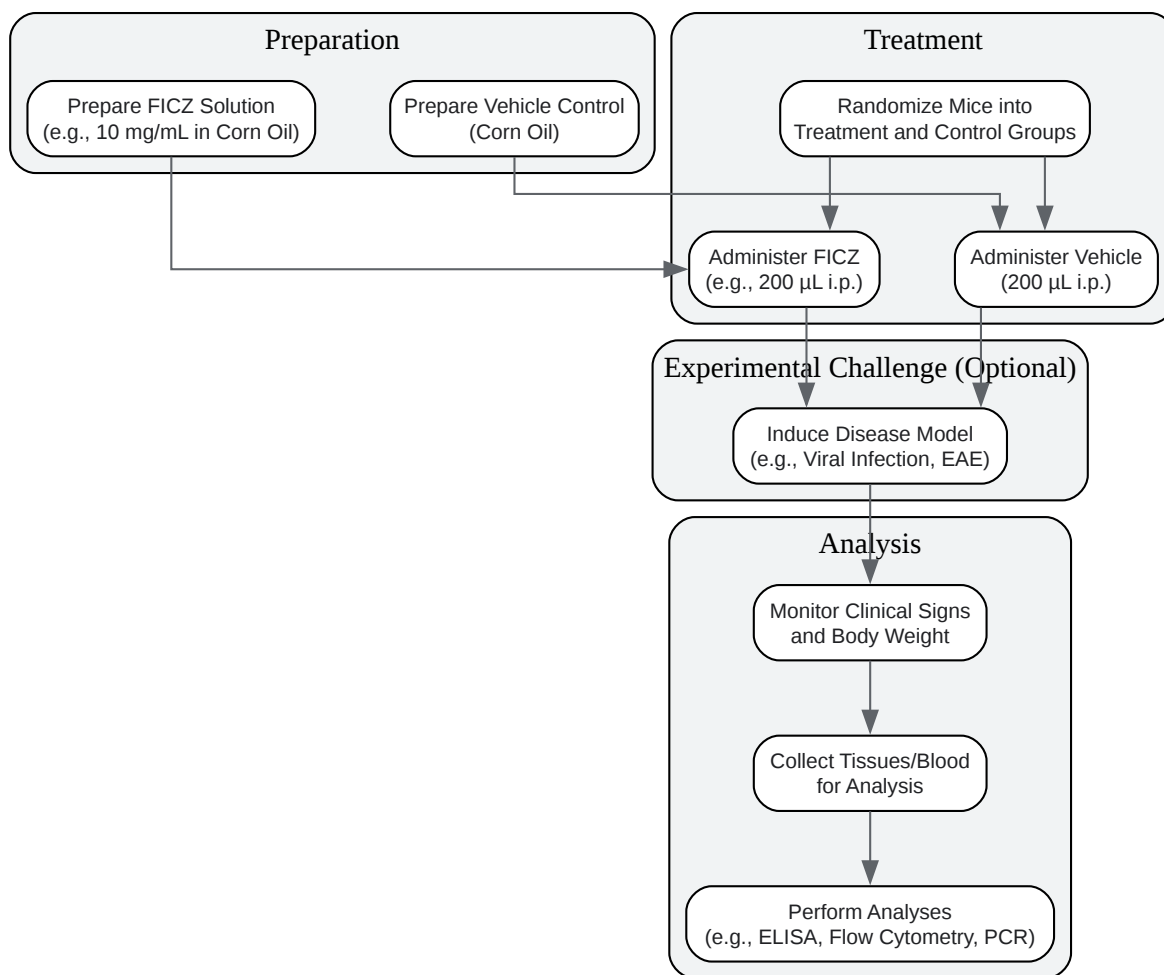 Preparation
Prepare FICZ Solution
(e.g., 10 mg/mL in Corn Oil)
Prepare Vehicle Control
(Corn Oil)
Treatment
Randomize Mice into
Treatment and Control Groups
Administer FICZ
(e.g., 200 µL i.p.)
Administer Vehicle
(200 µL i.p.)
Experimental Challenge (Optional)
Induce Disease Model
(e.g., Viral Infection, EAE)
Analysis
Monitor Clinical Signs
and Body Weight
Collect Tissues/Blood
for Analysis
Perform Analyses
(e.g., ELISA, Flow Cytometry, PCR)